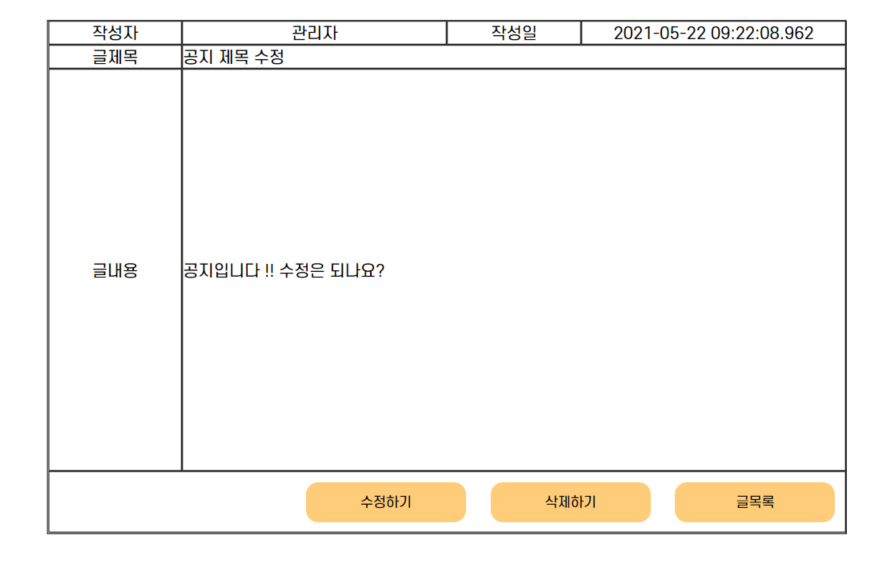 작성자 관리자 작성일 2021-05-22 09:22:08.962
글제목 공지 제목 수정
글내용 공지입니다 !! 수정은 되나요?
수정하기 삭제하기 글목록